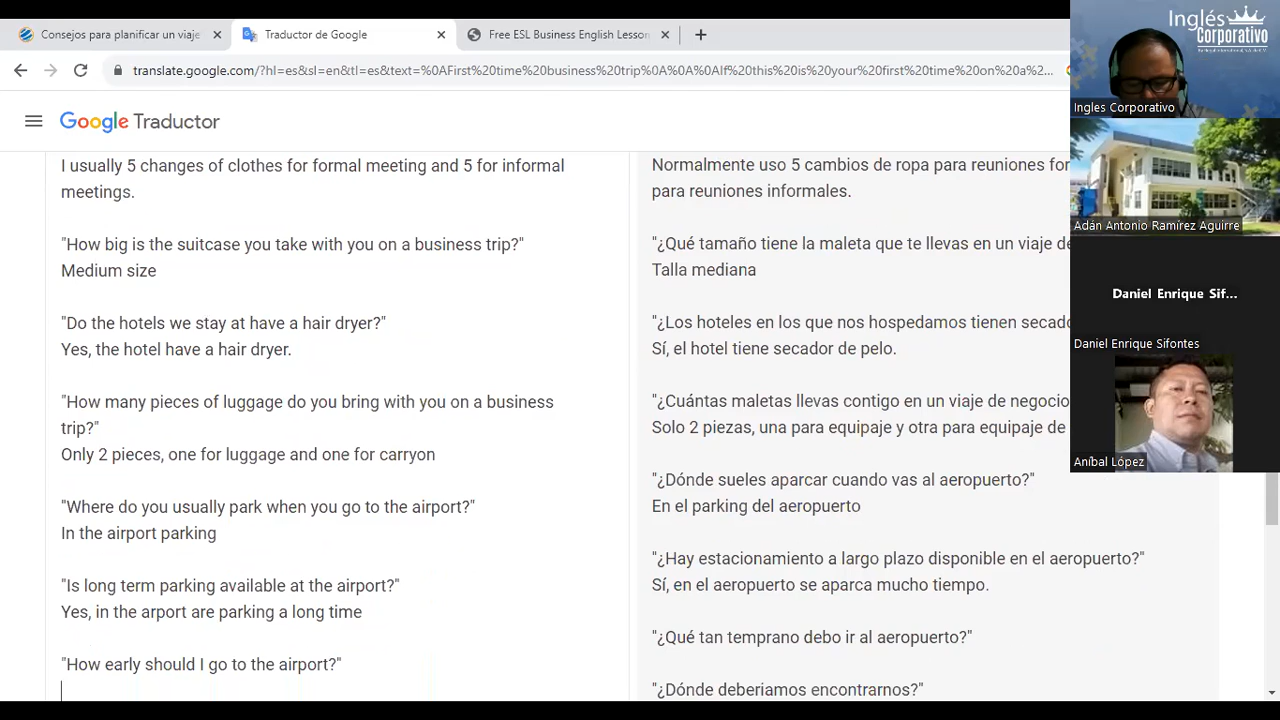 Consejos para planificar un viaje
Traductor de Google
Free ESL Business English Lesson
translate.google.com/?hl=es&sl=en&tl=es&text=%0AFirst%20time%20business%20trip%0A%0A%0AIf%20this%20is%20your%20first%20time%20on%20a%2...
Google Traductor
I usually 5 changes of clothes for formal meeting and 5 for informal
meetings.
"How big is the suitcase you take with you on a business trip?"
Medium size
"Do the hotels we stay at have a hair dryer?"
Yes, the hotel have a hair dryer.
"How many pieces of luggage do you bring with you on a business
trip?"
Only 2 pieces, one for luggage and one for carryon
"Where do you usually park when you go to the airport?"
In the airport parking
"Is long term parking available at the airport?"
Yes, in the arport are parking a long time
"How early should I go to the airport?"
Normalmente uso 5 cambios de ropa para reuniones for
para reuniones informales.
"¿Qué tamaño tiene la maleta que te llevas en un viaje de
Talla mediana
"¿Los hoteles en los que nos hospedamos tienen secado
Sí, el hotel tiene secador de pelo.
"¿Cuántas maletas llevas contigo en un viaje de negocio
Solo 2 piezas, una para equipaje y otra para equipaje de
"¿Dónde sueles aparcar cuando vas al aeropuerto?"
En el parking del aeropuerto
"¿Hay estacionamiento a largo plazo disponible en el aeropuerto?"
Sí, en el aeropuerto se aparca mucho tiempo.
"¿Qué tan temprano debo ir al aeropuerto?"
"¿Dónde deberiamos encontrarnos?"
Inglés
Corporativo
Ingles Corporativo
Adán Antonio Ramírez Aguirre
Daniel Enrique Sif...
Daniel Enrique Sifontes
Aníbal López